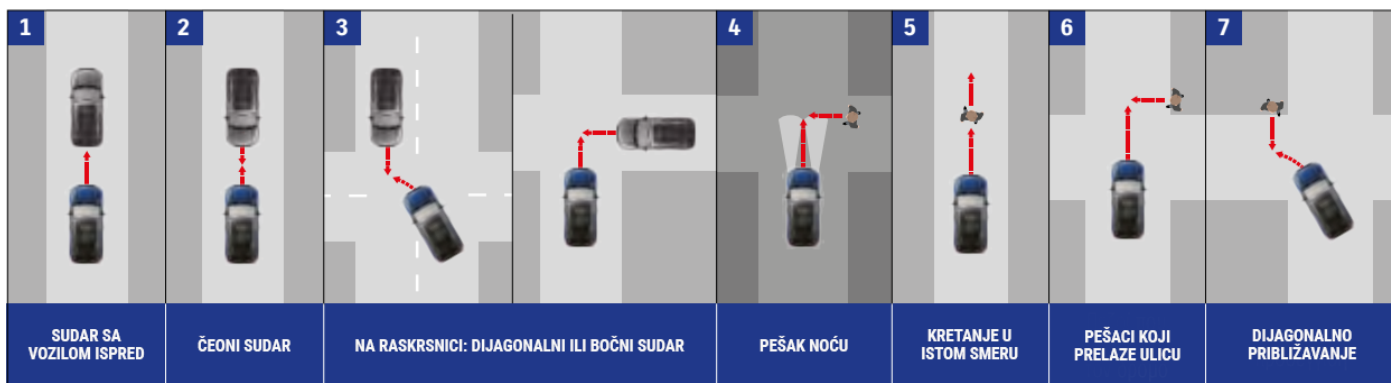 1
2
3
4
5
6
7
SUDAR SA
VOZILOM ISPRED
ČEONI SUDAR
NA RASKRSNICI: DIJAGONALNI ILI BOČNI SUDAR
PEŠAK NOĆU
KRETANJE U
ISTOM SMERU
PEŠACI KOJI
PRELAZE ULICU
DIJAGONALNO
PRIBLIŽAVANJE